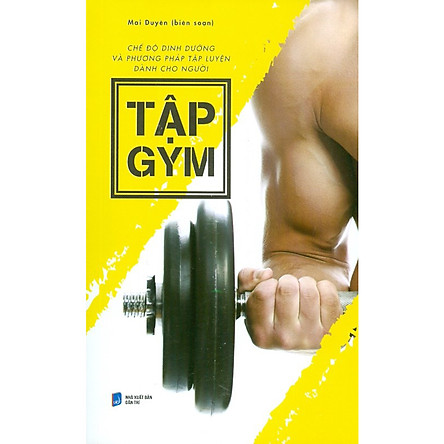 Mai Duyên (biên soạn)
CHẾ ĐỘ DINH DƯỠNG
VÀ PHƯƠNG PHÁP TẬP LUYỆN
DÀNH CHO NGƯỜI
TẬP
GYM
NHÀ XUẤT BẢN
DÂN TRÍ